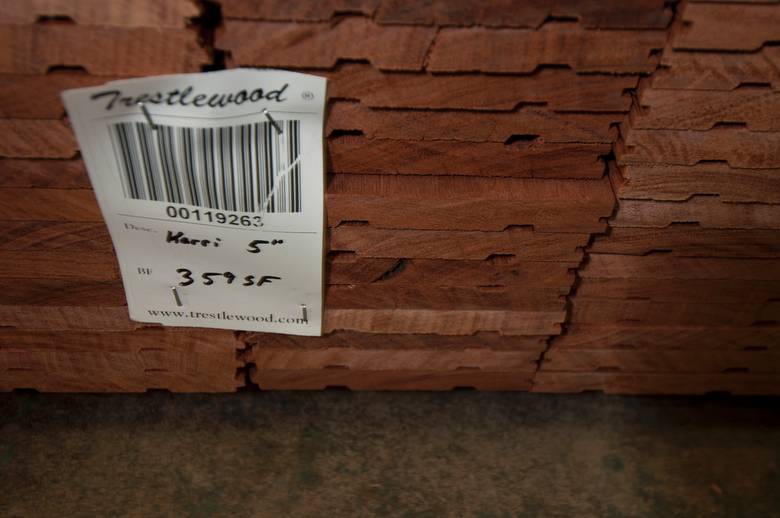 Trestlewood ®
00119263
Desc. Karri 5"
BF 359 SF
www.trestlewood.com